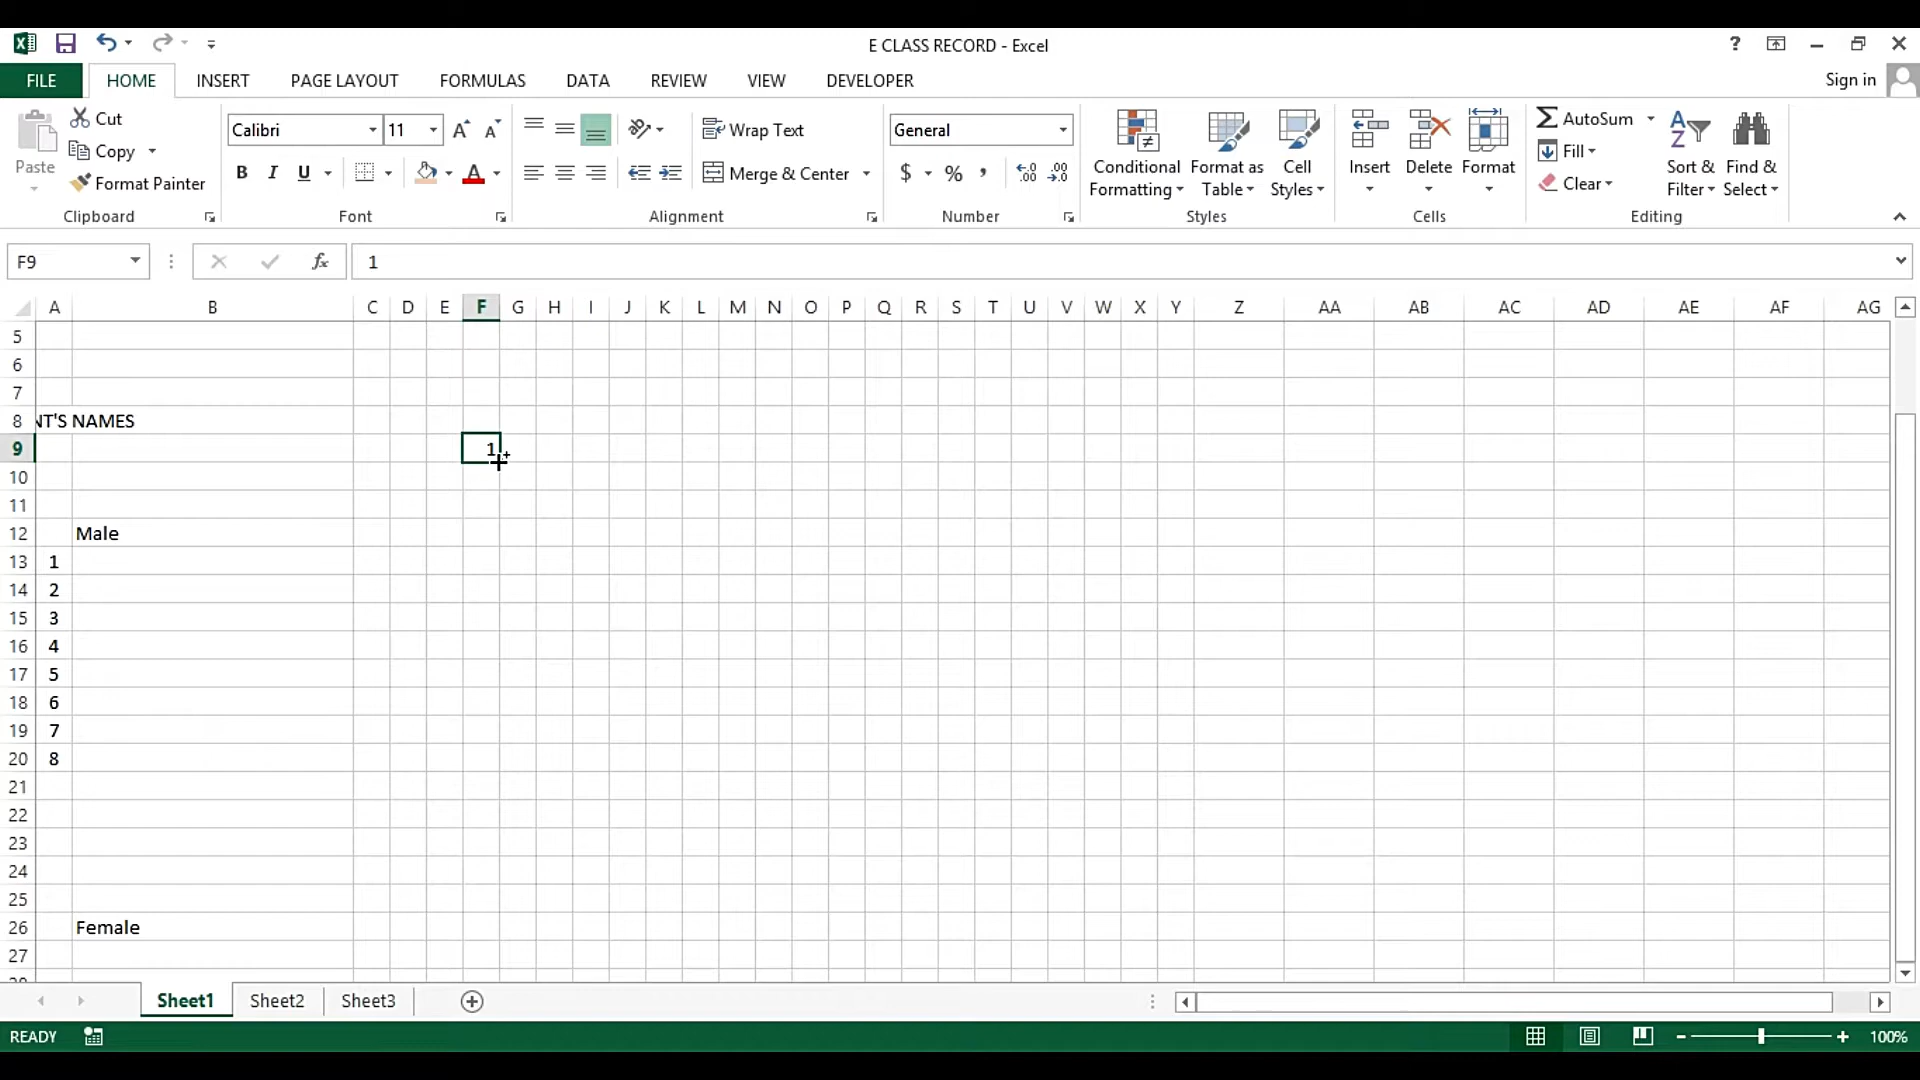 E CLASS RECORD - Excel
?
FILE HOME INSERT PAGE LAYOUT FORMULAS DATA REVIEW VIEW DEVELOPER Sign in
Paste
Cut
Copy
Format Painter
Clipboard
Calibri 11
B I U A
Font
Wrap Text
Merge & Center
Alignment
General
$ % ,
Number
Conditional Formatting
Format as Table
Cell Styles
Styles
Insert
Delete
Format
Cells
AutoSum
Fill
Clear
Sort & Filter
Find & Select
Editing
F9 fx 1
A B C D E F G H I J K L M N O P Q R S T U V W X Y Z AA AB AC AD AE AF AG
5
6
7
8 NT'S NAMES
9 1
10
11
12 Male
13 1
14 2
15 3
16 4
17 5
18 6
19 7
20 8
21
22
23
24
25
26 Female
27
Sheet1 Sheet2 Sheet3
READY 100%